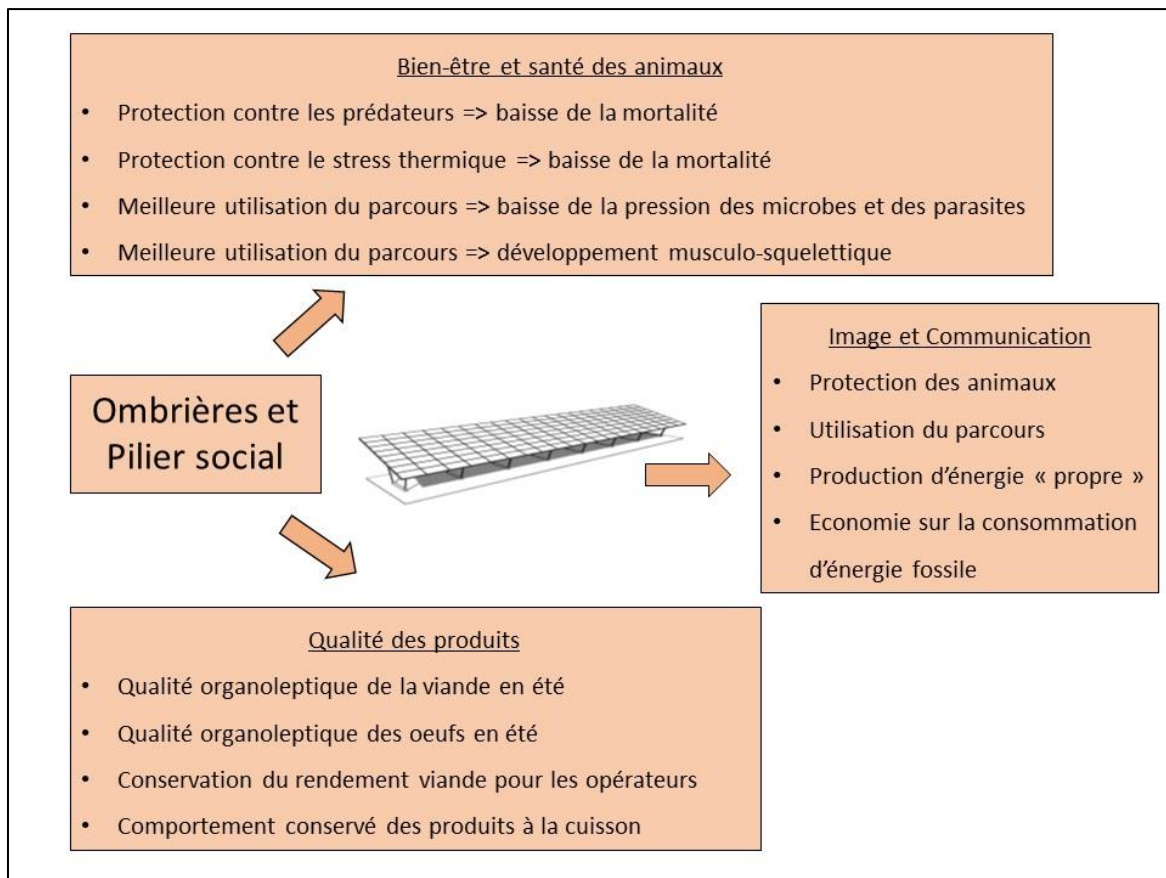 Bien-être et santé des animaux
• Protection contre les prédateurs => baisse de la mortalité
• Protection contre le stress thermique => baisse de la mortalité
• Meilleure utilisation du parcours => baisse de la pression des microbes et des parasites
• Meilleure utilisation du parcours => développement musculo-squelettique
Ombrières et
Pilier social
Image et Communication
• Protection des animaux
• Utilisation du parcours
• Production d'énergie « propre »
• Economie sur la consommation
d'énergie fossile
Qualité des produits
• Qualité organoleptique de la viande en été
• Qualité organoleptique des oeufs en été
• Conservation du rendement viande pour les opérateurs
• Comportement conservé des produits à la cuisson